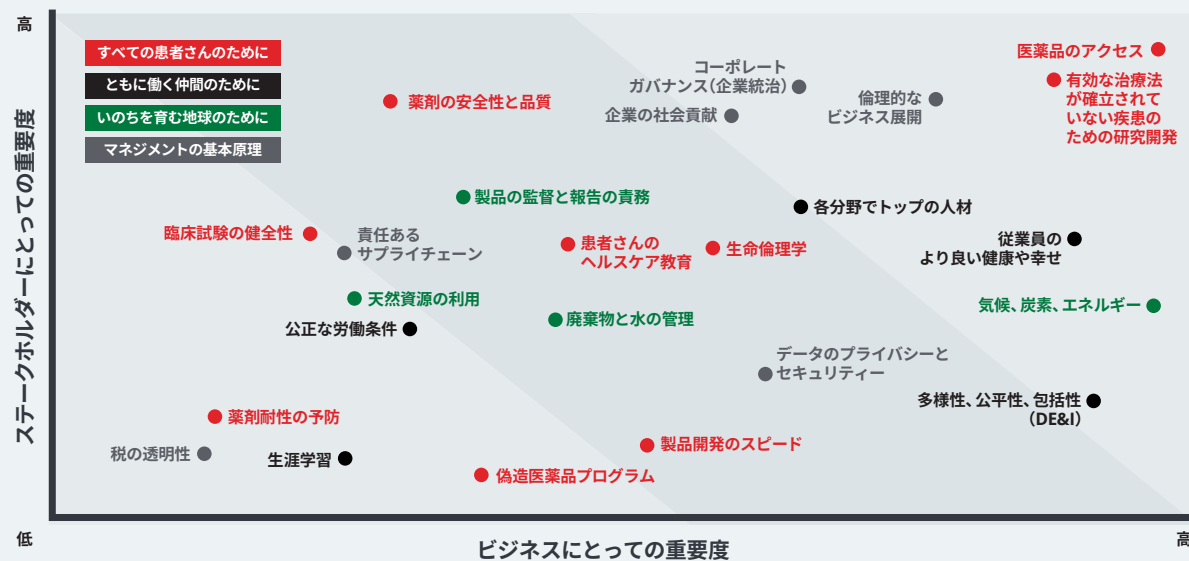 高
すべての患者さんのために
ともに働く仲間のために
いのちを育む地球のために
マネジメントの基本原理
ステークホルダーにとっての重要度
医薬品のアクセス
有効な治療法
が確立されて
いない疾患の
ための研究開発
コーポレート
ガバナンス(企業統治)
薬剤の安全性と品質
企業の社会貢献
倫理的な
ビジネス展開
製品の監督と報告の責務
各分野でトップの人材
臨床試験の健全性
責任ある
サプライチェーン
患者さんの
ヘルスケア教育
生命倫理学
従業員の
より良い健康や幸せ
天然資源の利用
気候、炭素、エネルギー
公正な労働条件
廃棄物と水の管理
データのプライバシーと
セキュリティー
多様性、公平性、包括性
(DE&I)
薬剤耐性の予防
税の透明性
生涯学習
製品開発のスピード
偽造医薬品プログラム
低
ビジネスにとっての重要度
高